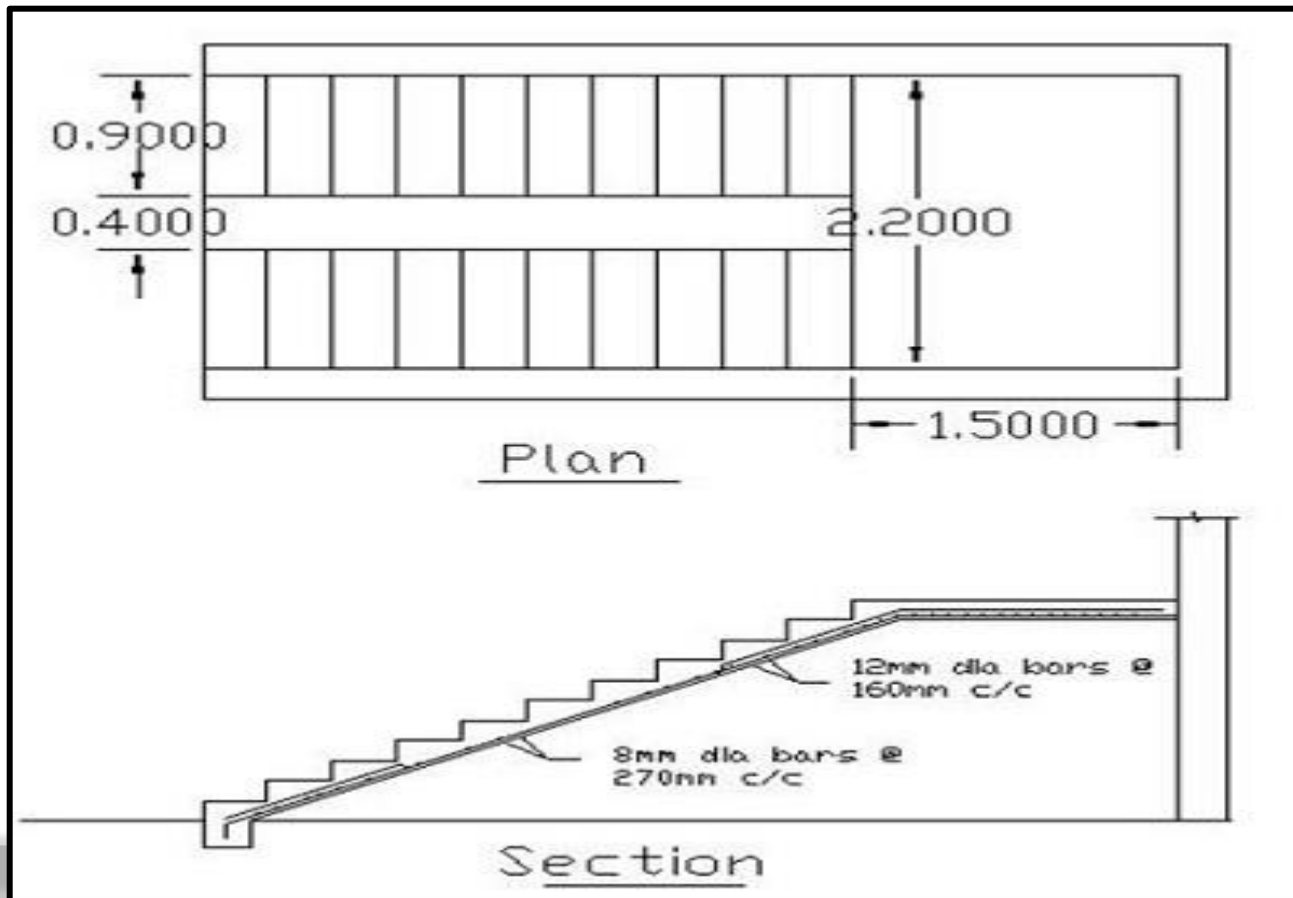 0.9000
0.4000
2.2000
1.5000
Plan
12mm dia bars @
160mm c/c
8mm dia bars @
270mm c/c
Section